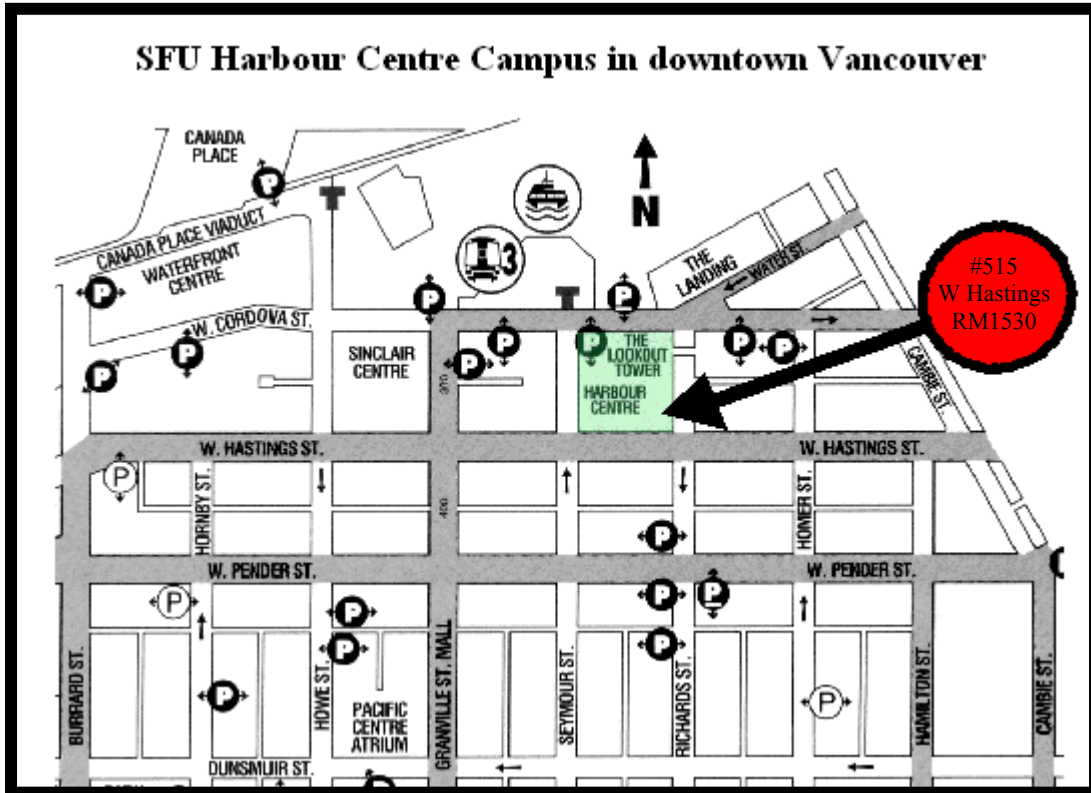 SFU Harbour Centre Campus in downtown Vancouver
CANADA
PLACE
P
CANADA PLACE VIADUCT
WATERFRONT
CENTRE
P
W. CORDOVA ST.
P
P
3
N
THE
LANDING
WATER ST.
#515
W Hastings
RM1530
P
P
P
P
P
P
P
SINCLAIR
CENTRE
THE
LOOKOUT
TOWER
HARBOUR
CENTRE
300
CAMBIE ST.
W. HASTINGS ST.
W. HASTINGS ST.
P
HORNBY ST.
400
HOMER ST.
P
W. PENDER ST.
W. PENDER ST.
P
P
P
P
P
P
P
BURRARD ST.
HOWE ST.
GRANVILLE ST. MALL
SEYMOUR ST.
RICHARDS ST.
HAMILTON ST.
CAMBIE ST.
P
P
PACIFIC
CENTRE
ATRIUM
DUNSMUIR ST.
P